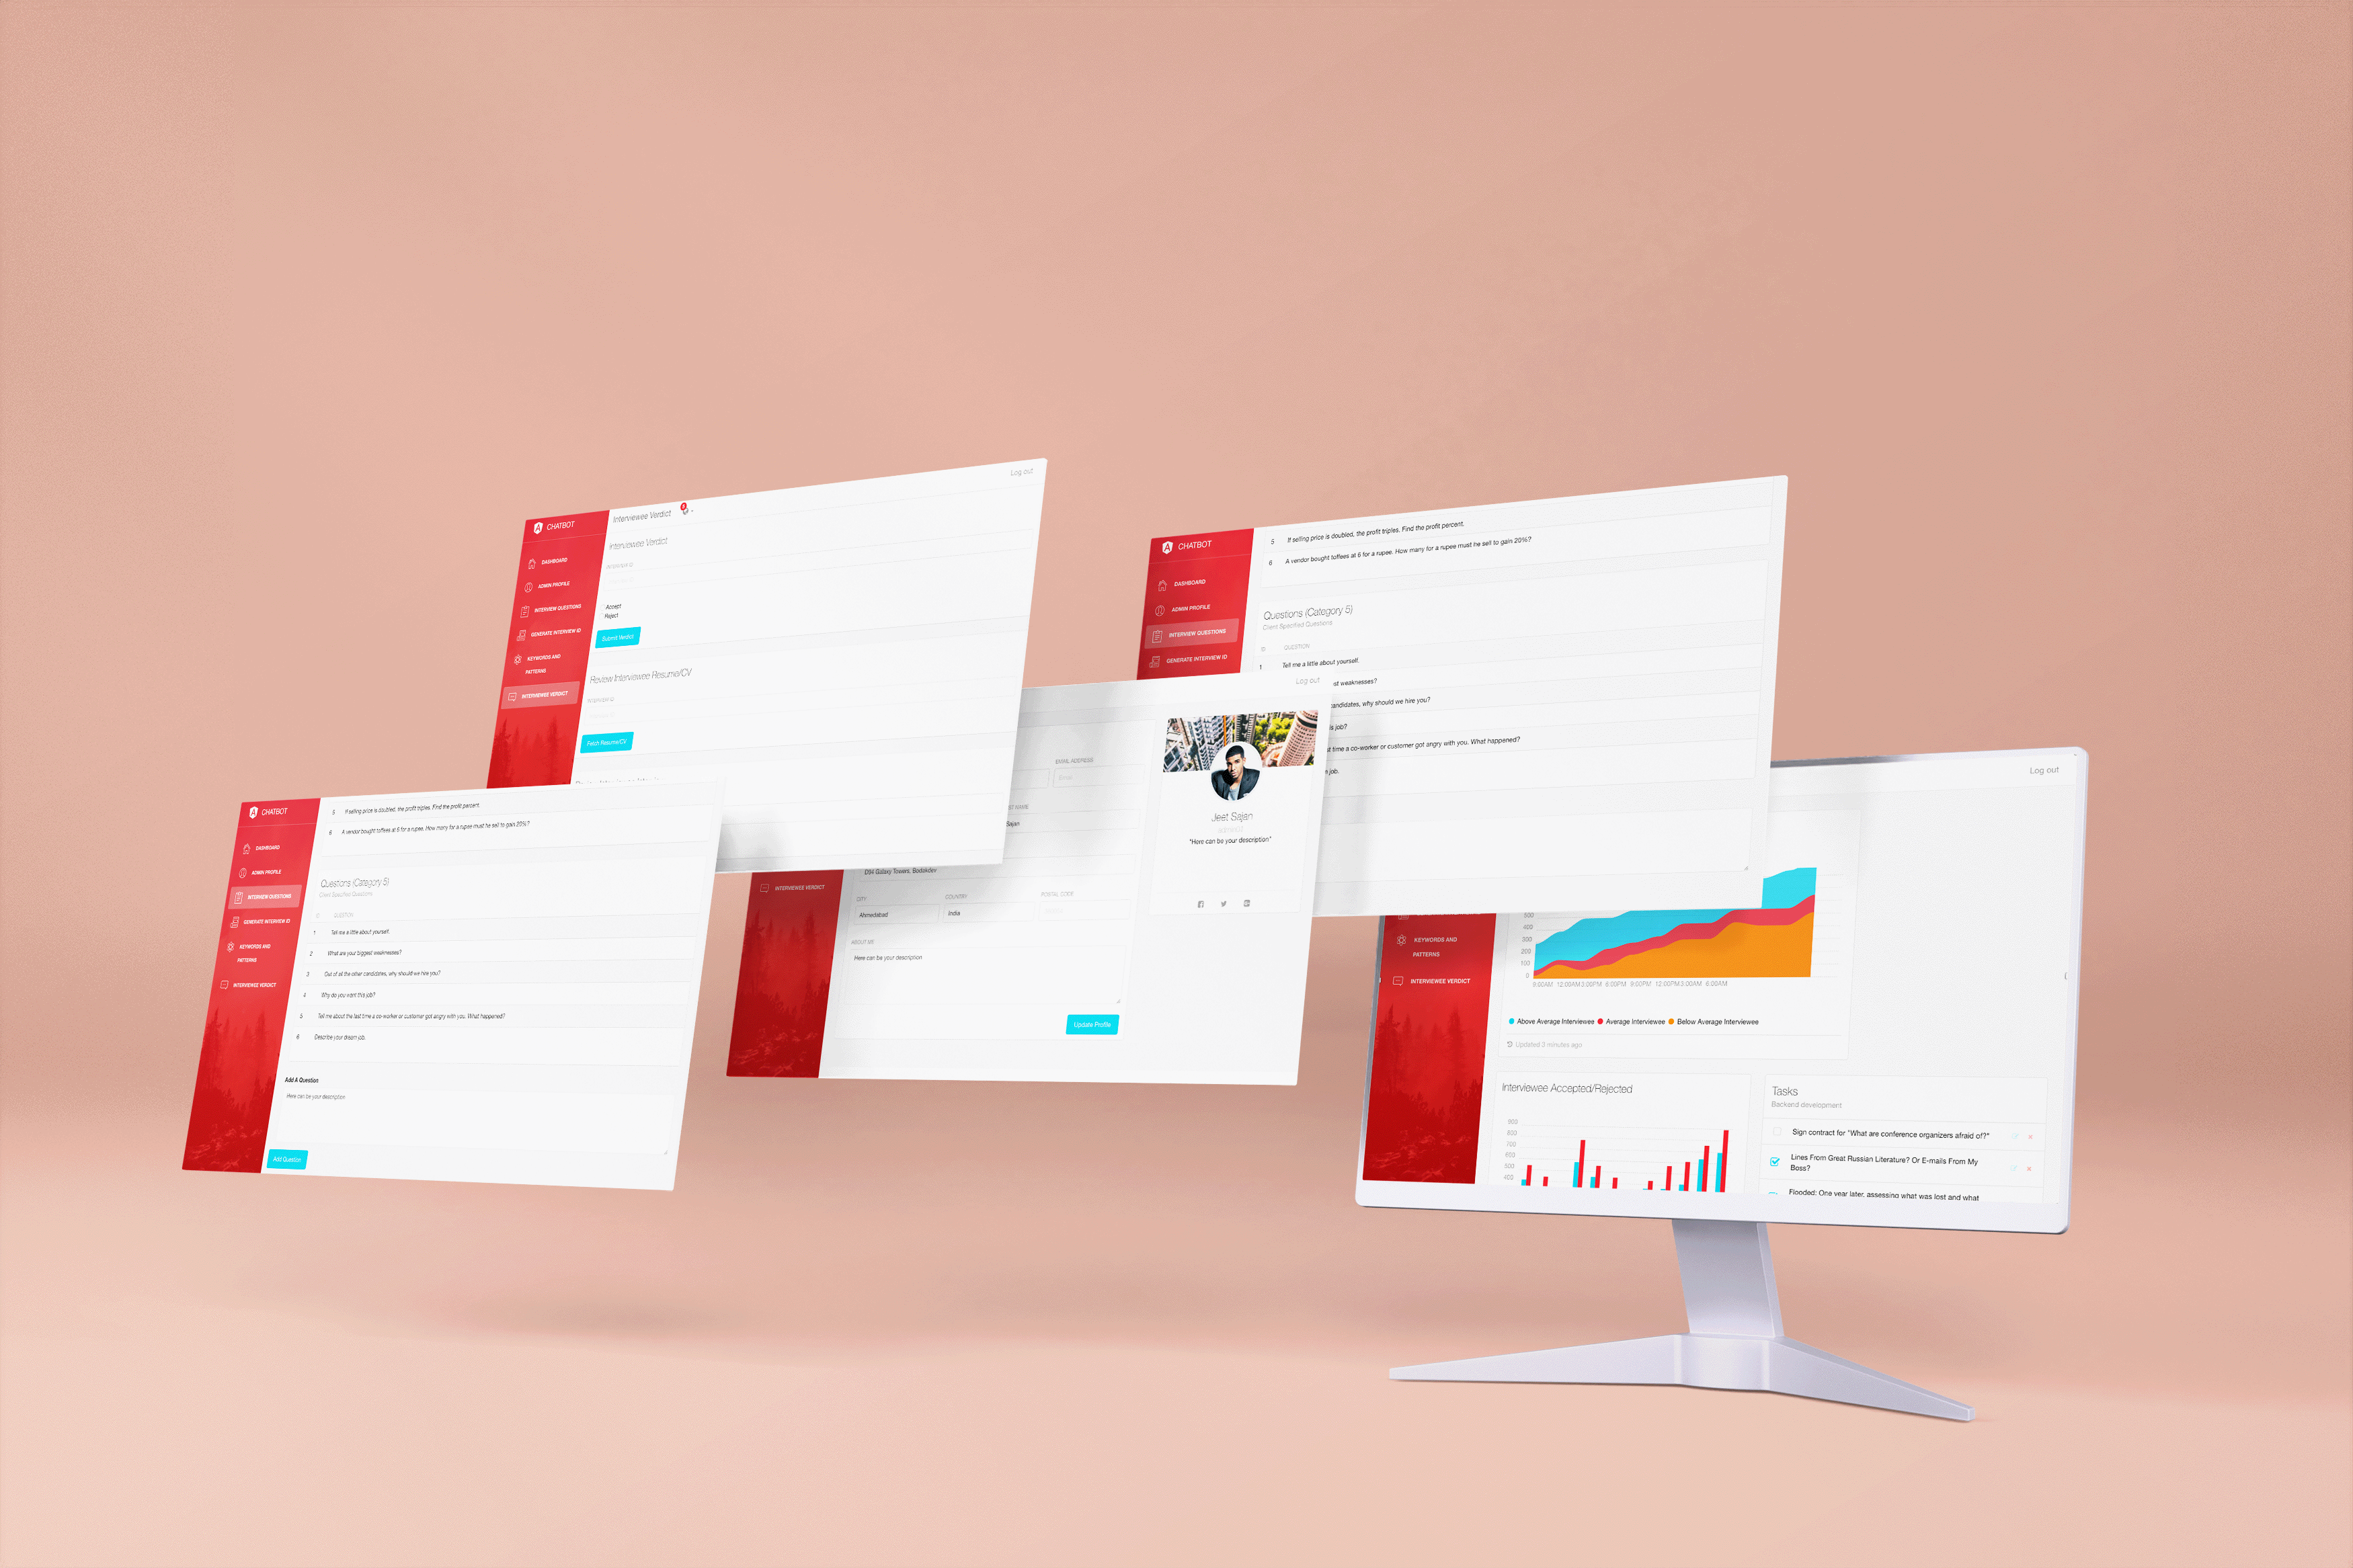 CHATBOT
DASHBOARD
ADMIN PROFILE
INTERVIEW QUESTIONS
GENERATE INTERVIEW ID
KEYWORDS AND
PATTERNS
INTERVIEWEE VERDICT
Interviewee Verdict
Log out
Interviewee Verdict
INTERVIEW ID
Accept
Reject
Submit Verdict
Review Interviewee Resume/CV
INTERVIEW ID
Fetch Resume/CV
CHATBOT
DASHBOARD
ADMIN PROFILE
INTERVIEW QUESTIONS
GENERATE INTERVIEW ID
5 If selling price is doubled, the profit triples. Find the profit percent.
6 A vendor bought toffees at 6 for a rupee. How many for a rupee must he sell to gain 20%?
Questions (Category 5)
Client Specified Questions
ID QUESTION
1 Tell me a little about yourself.
st weaknesses?
candidates, why should we hire you?
is job?
st time a co-worker or customer got angry with you. What happened?
job.
CHATBOT
DASHBOARD
ADMIN PROFILE
INTERVIEW QUESTIONS
GENERATE INTERVIEW ID
KEYWORDS AND
PATTERNS
INTERVIEWEE VERDICT
5 If selling price is doubled, the profit triples. Find the profit percent.
6 A vendor bought toffees at 6 for a rupee. How many for a rupee must he sell to gain 20%?
Questions (Category 5)
Client Specified Questions
ID QUESTION
1 Tell me a little about yourself.
2 What are your biggest weaknesses?
3 Out of all the other candidates, why should we hire you?
4 Why do you want this job?
5 Tell me about the last time a co-worker or customer got angry with you. What happened?
6 Describe your dream job.
Add A Question
Here can be your description
Add Question
Log out
EMAIL ADDRESS
Email
ST NAME
Sajan
D94 Galaxy Towers, Bodakdev
CITY COUNTRY POSTAL CODE
Ahmedabad India
ABOUT ME
Here can be your description
Update Profile
INTERVIEWEE VERDICT
Jeet Sajan
"Here can be your description"
Log out
KEYWORDS AND
PATTERNS
INTERVIEWEE VERDICT
500
400
300
200
100
0
9:00AM 12:00AM 3:00PM 6:00PM 9:00PM 12:00PM 3:00AM 6:00AM
Above Average Interviewee Average Interviewee Below Average Interviewee
Updated 3 minutes ago
Interviewee Accepted/Rejected
900
800
700
600
500
400
Tasks
Backend development
Sign contract for "What are conference organizers afraid of?"
Lines From Great Russian Literature? Or E-mails From My
Boss?
Flooded: One year later, assessing what was lost and what